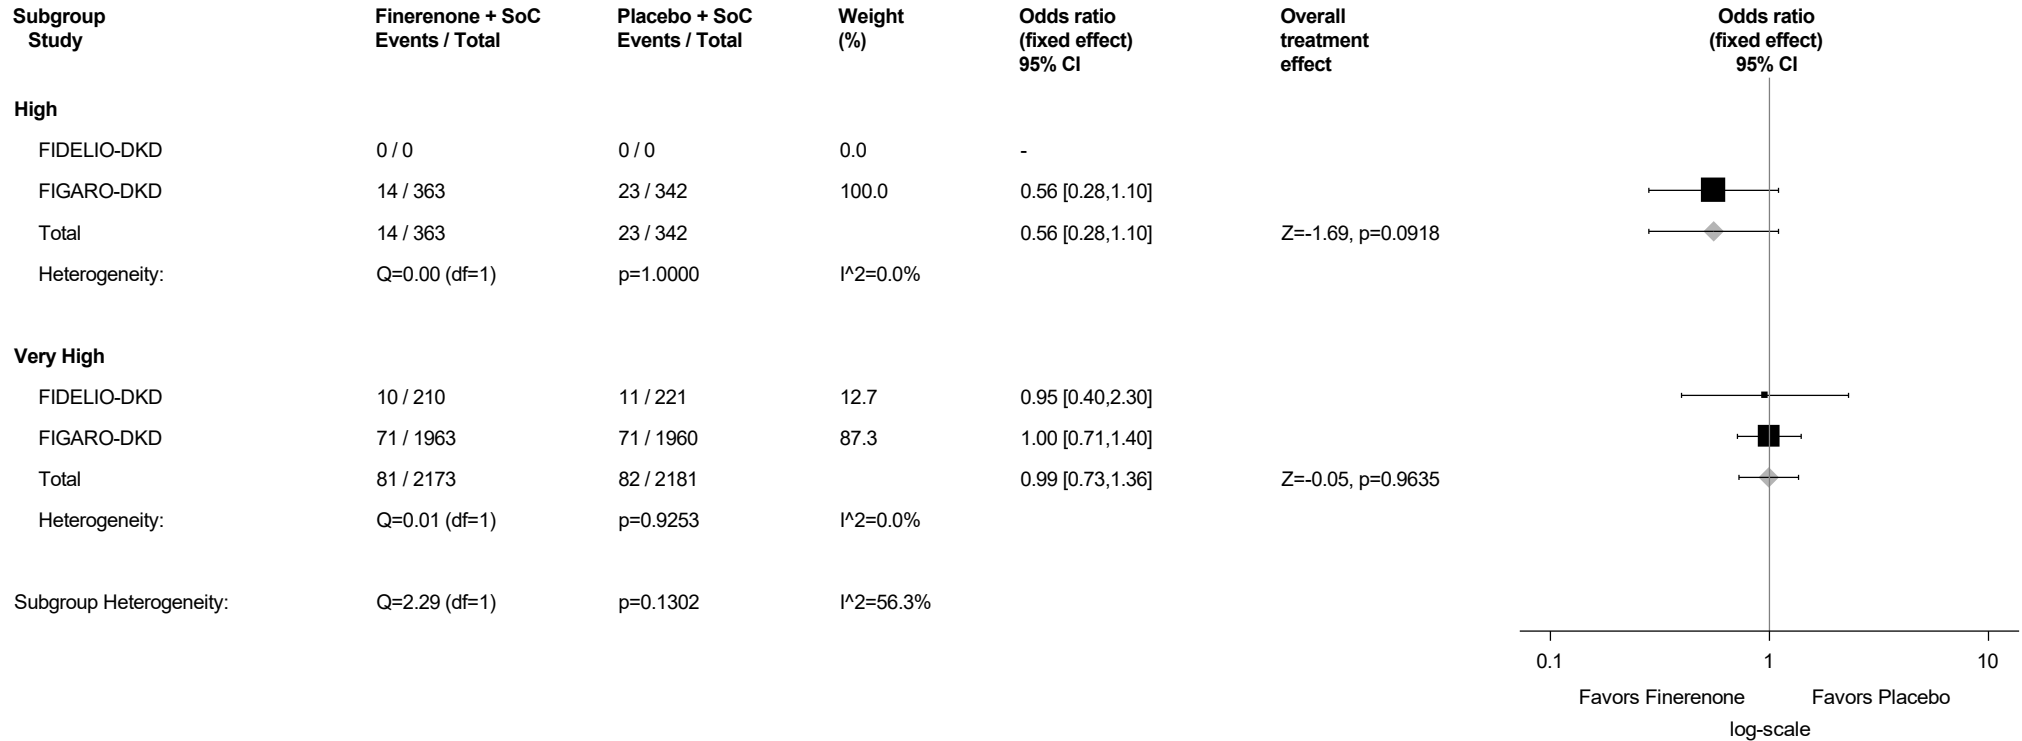 Subgroup Finerenone + SoC Placebo + SoC Weight Odds ratio Overall Odds ratio
Study Events / Total Events / Total (%) (fixed effect) treatment (fixed effect)
95% CI effect 95% CI
High
FIDELIO-DKD 0 / 0 0 / 0 0.0 -
FIGARO-DKD 14 / 363 23 / 342 100.0 0.56 [0.28,1.10]
Total 14 / 363 23 / 342 0.56 [0.28,1.10] Z=-1.69, p=0.0918
Heterogeneity: Q=0.00 (df=1) p=1.0000 I^2=0.0%
Very High
FIDELIO-DKD 10 / 210 11 / 221 12.7 0.95 [0.40,2.30]
FIGARO-DKD 71 / 1963 71 / 1960 87.3 1.00 [0.71,1.40]
Total 81 / 2173 82 / 2181 0.99 [0.73,1.36] Z=-0.05, p=0.9635
Heterogeneity: Q=0.01 (df=1) p=0.9253 I^2=0.0%
Subgroup Heterogeneity: Q=2.29 (df=1) p=0.1302 I^2=56.3%
0.1 1 10
Favors Finerenone Favors Placebo
log-scale